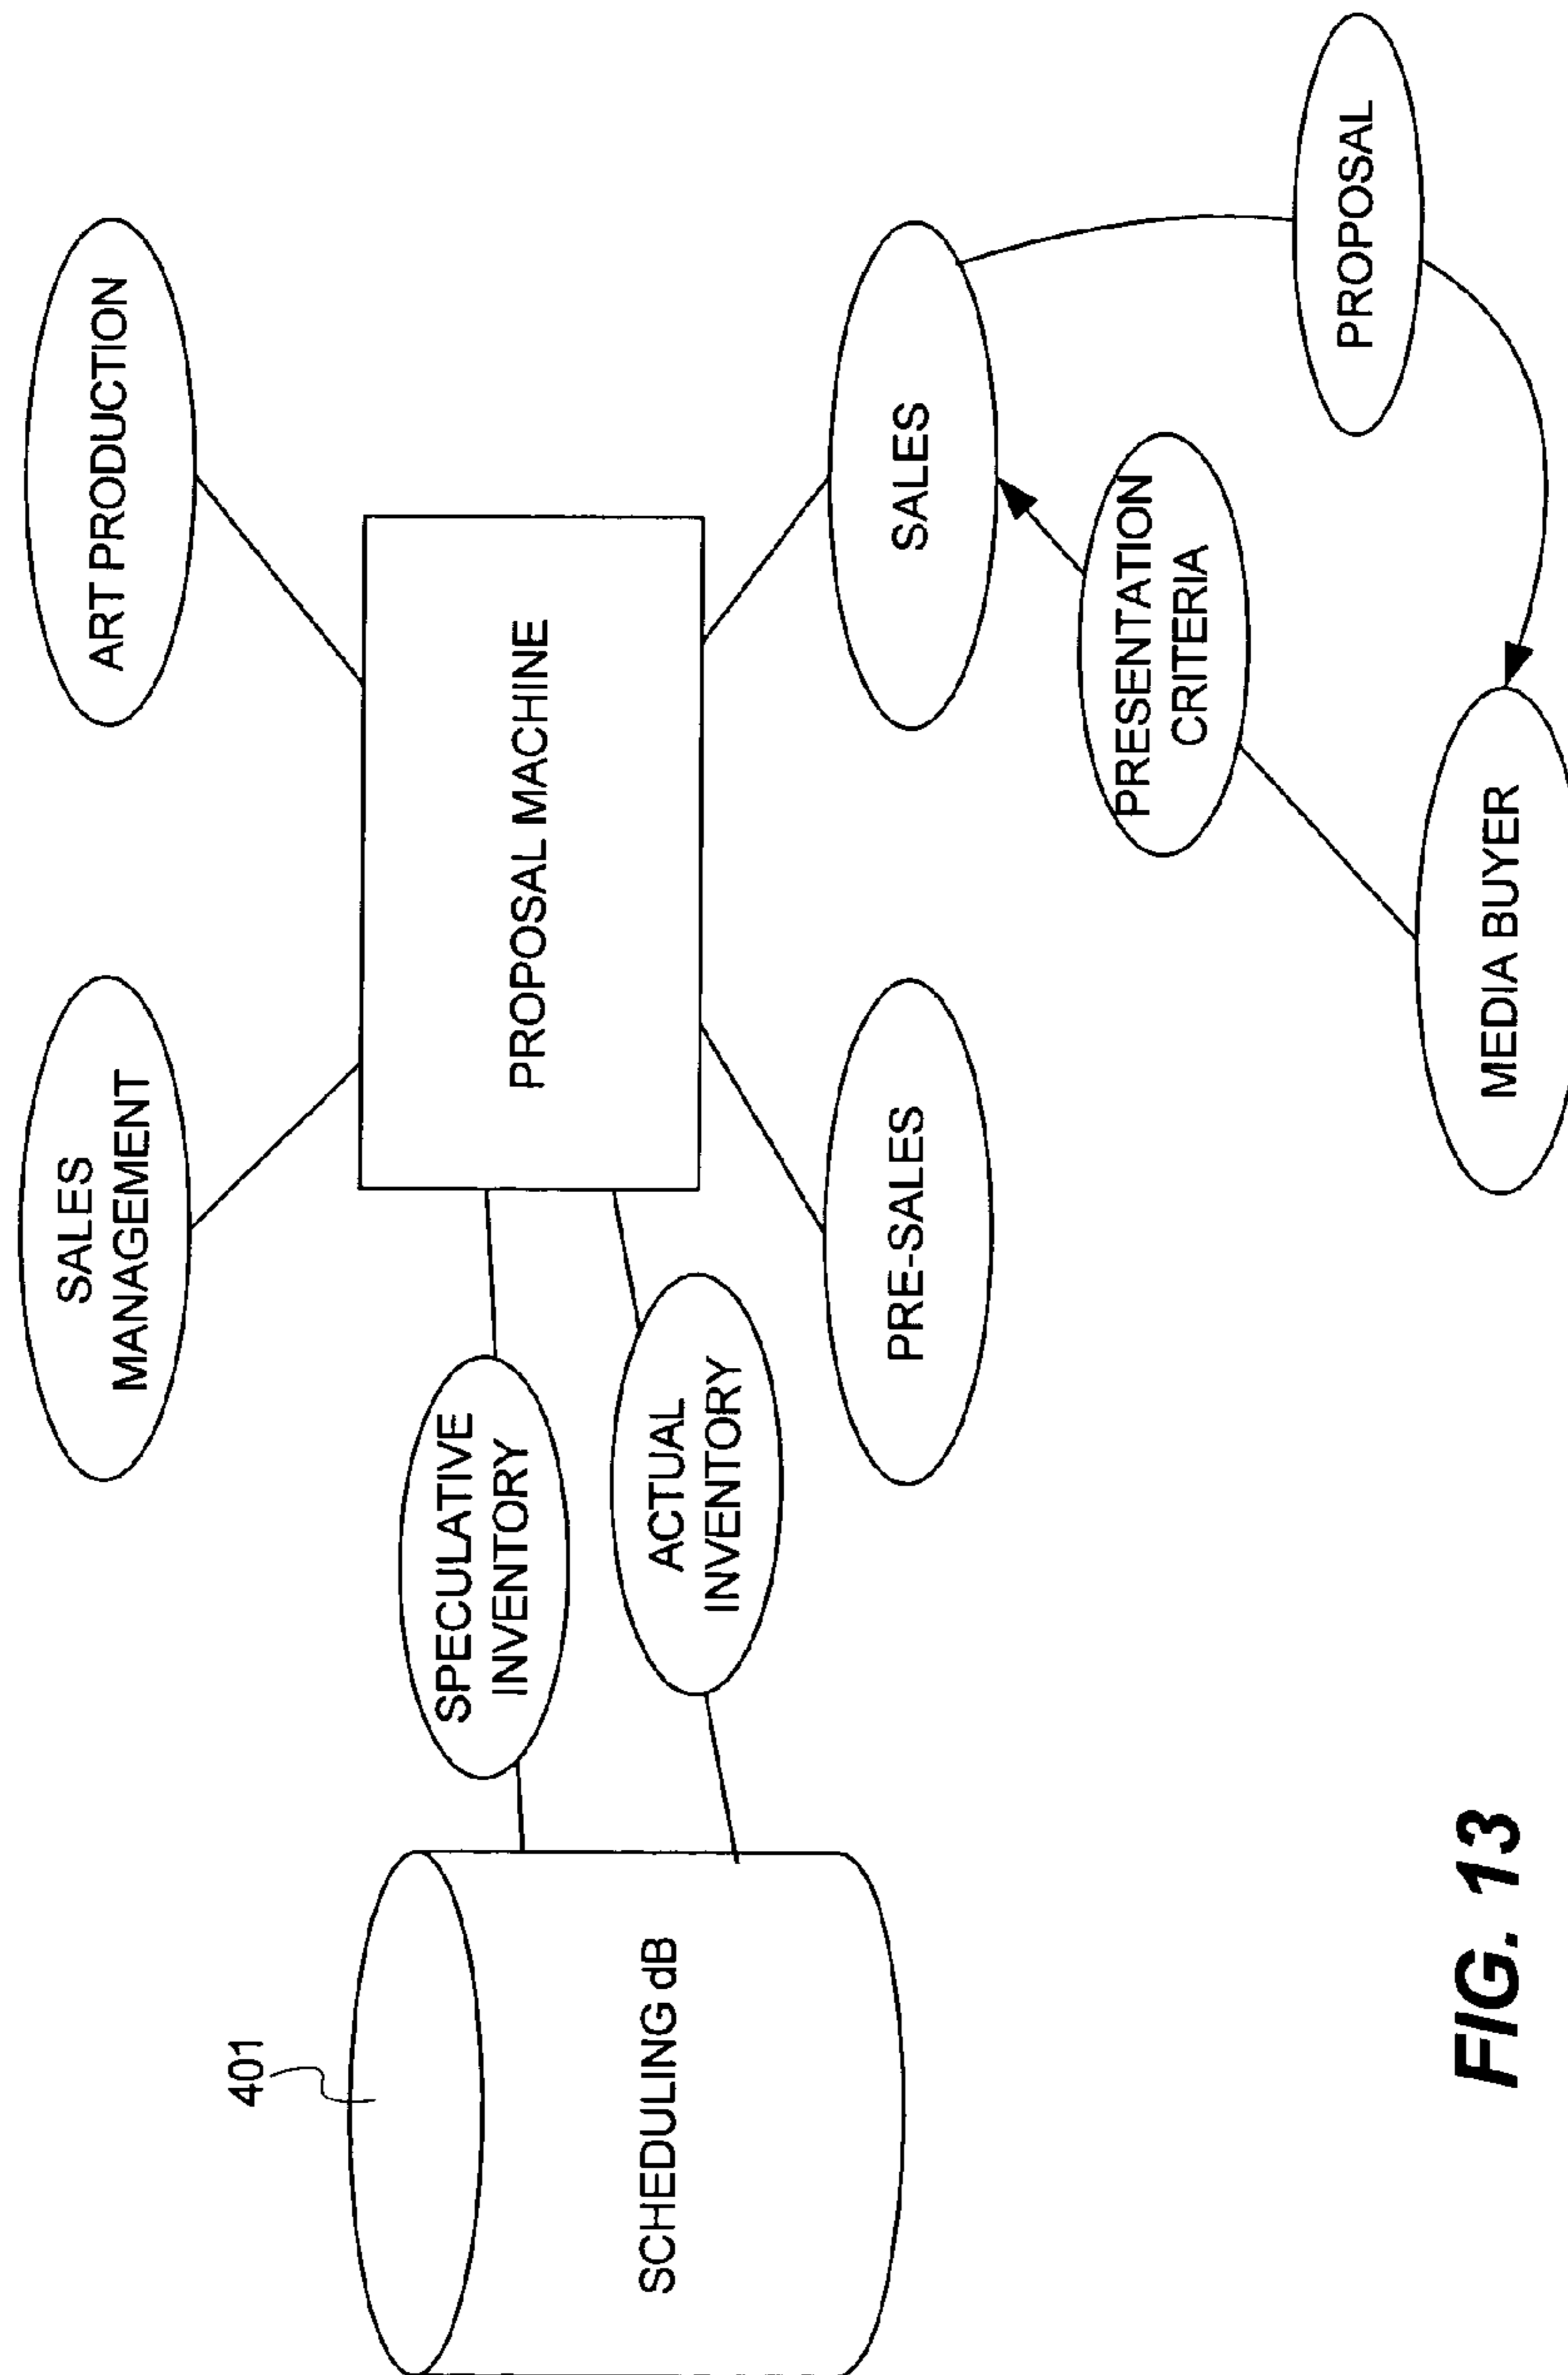 SALES
MANAGEMENT
ART PRODUCTION
401
SPECULATIVE
INVENTORY
PROPOSAL MACHINE
SCHEDULING dB
ACTUAL
INVENTORY
PRE-SALES
SALES
PRESENTATION
CRITERIA
PROPOSAL
MEDIA BUYER
FIG. 13